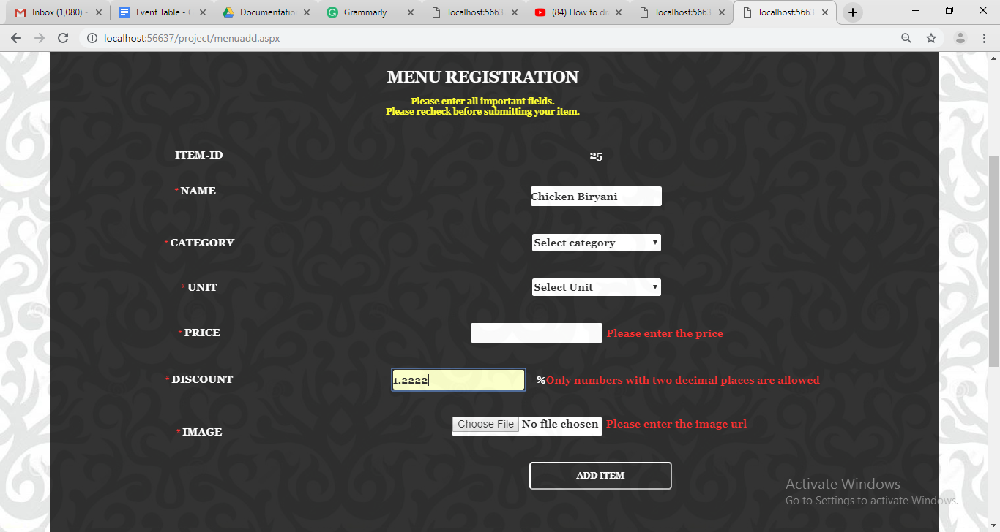 Inbox (1,080) -
Event Table - G
Documentatio
Grammarly
localhost:5663
(84) How to dr
localhost:5663
localhost:5663
localhost:56637/project/menuadd.aspx
MENU REGISTRATION
Please enter all important fields.
Please recheck before submitting your item.
ITEM-ID 25
* NAME Chicken Biryani
* CATEGORY Select category
* UNIT Select Unit
* PRICE Please enter the price
* DISCOUNT 1.2222 %Only numbers with two decimal places are allowed
* IMAGE Choose File No file chosen Please enter the image url
ADD ITEM
Activate Windows
Go to Settings to activate Windows.